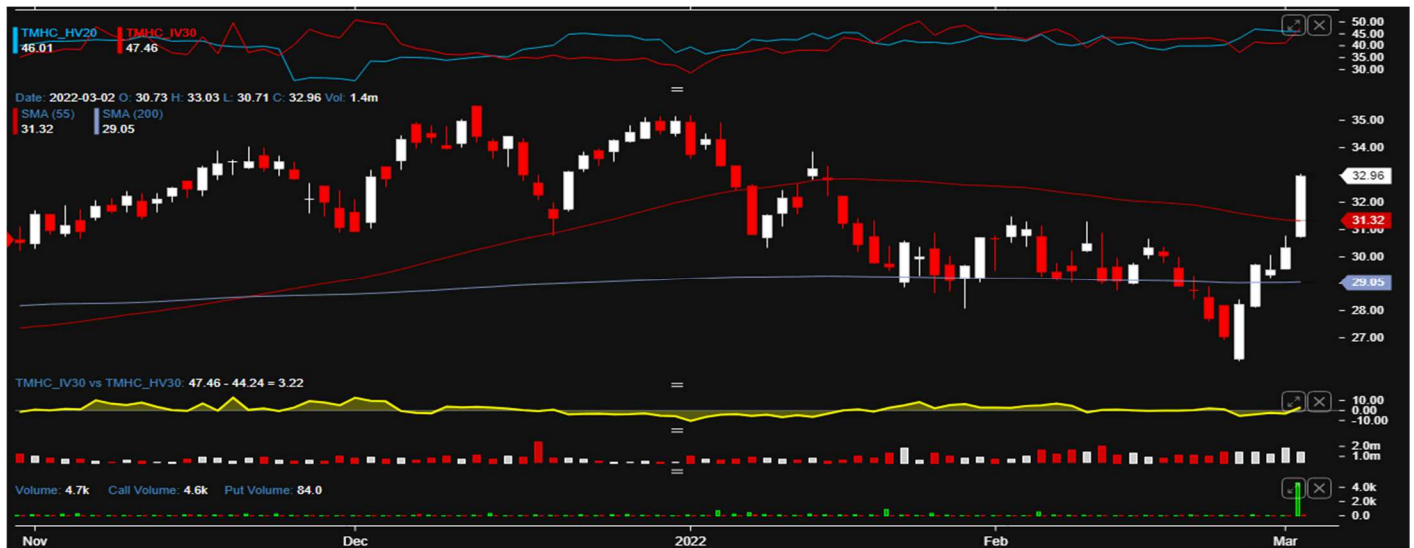 TMHC_HV20 TMHC_IV30
46.01 47.46
50.00
45.00
40.00
35.00
30.00
Date: 2022-03-02 O: 30.73 H: 33.03 L: 30.71 C: 32.96 Vol: 1.4m
SMA (55) SMA (200)
31.32 29.05
35.00
34.00
32.96
32.00
31.32
31.00
30.00
29.05
28.00
27.00
TMHC_IV30 vs TMHC_HV30: 47.46 - 44.24 = 3.22
10.00
0.00
-10.00
2.0m
1.0m
Volume: 4.7k Call Volume: 4.6k Put Volume: 84.0
4.0k
2.0k
0.0
Nov Dec 2022 Feb Mar